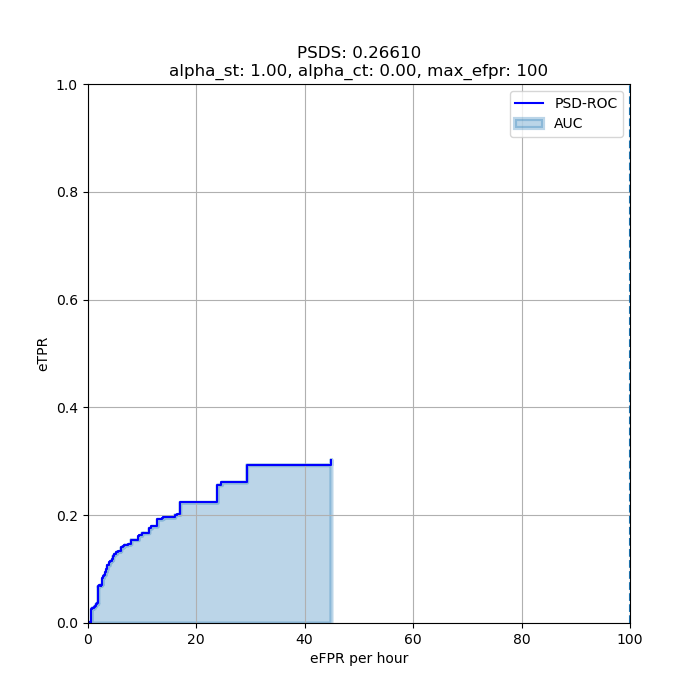 PSDS: 0.26610
alpha_st: 1.00, alpha_ct: 0.00, max_efpr: 100
1.0
0.8
0.6
0.4
0.2
0.0
eTPR
PSD-ROC
AUC
0 20 40 60 80 100
eFPR per hour